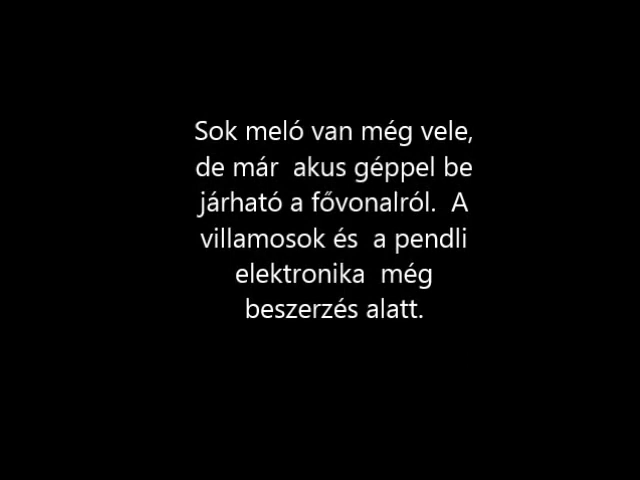 Sok meló van még vele,
de már  akus géppel be
járható a fővonalról.  A
villamosok és  a pendli
elektronika  még
beszerzés alatt.